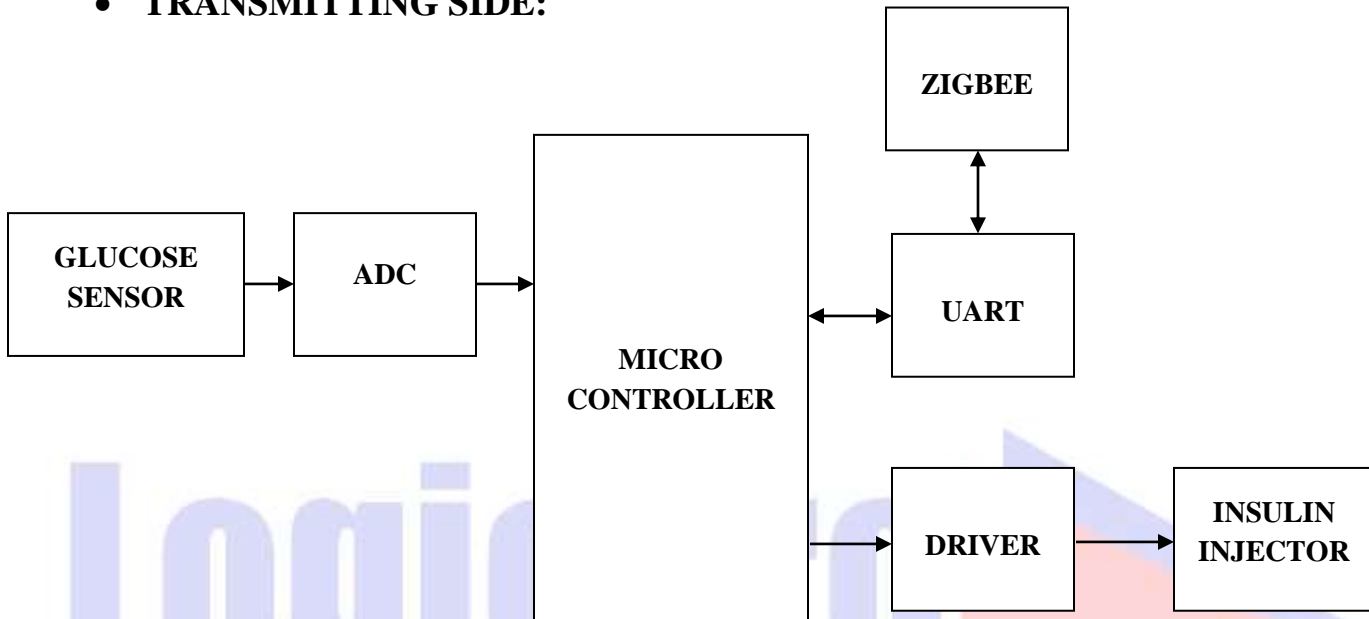 • TRANSMITTING SIDE:
ZIGBEE
GLUCOSE
SENSOR
ADC
UART
MICRO
CONTROLLER
DRIVER
INSULIN
INJECTOR